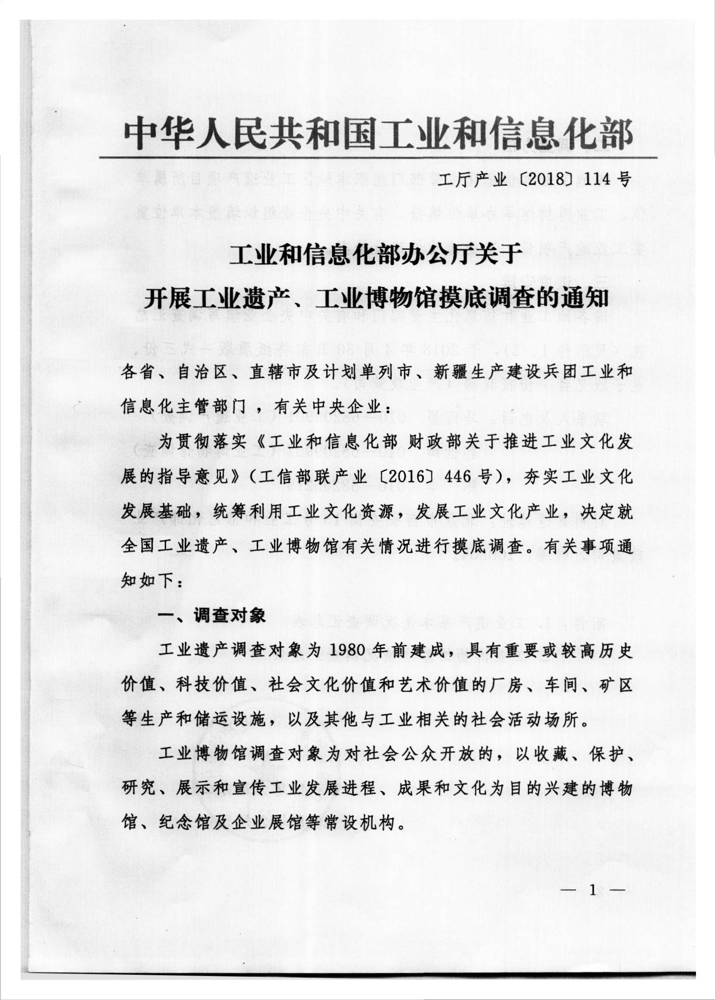 中华人民共和国工业和信息化部
工厅产业〔2018〕114 号
工业和信息化部办公厅关于
开展工业遗产、工业博物馆摸底调查的通知
各省、自治区、直辖市及计划单列市、新疆生产建设兵团工业和
信息化主管部门，有关中央企业：
为贯彻落实《工业和信息化部 财政部关于推进工业文化发
展的指导意见》（工信部联产业〔2016〕446 号），夯实工业文化
发展基础，统筹利用工业文化资源，发展工业文化产业，决定就
全国工业遗产、工业博物馆有关情况进行摸底调查。有关事项通
知如下：
一、调查对象
工业遗产调查对象为 1980 年前建成，具有重要或较高历史
价值、科技价值、社会文化价值和艺术价值的厂房、车间、矿区
等生产和储运设施，以及其他与工业相关的社会活动场所。
工业博物馆调查对象为对社会公众开放的，以收藏、保护、
研究、展示和宣传工业发展进程、成果和文化为目的兴建的博物
馆、纪念馆及企业展馆等常设机构。
— 1 —